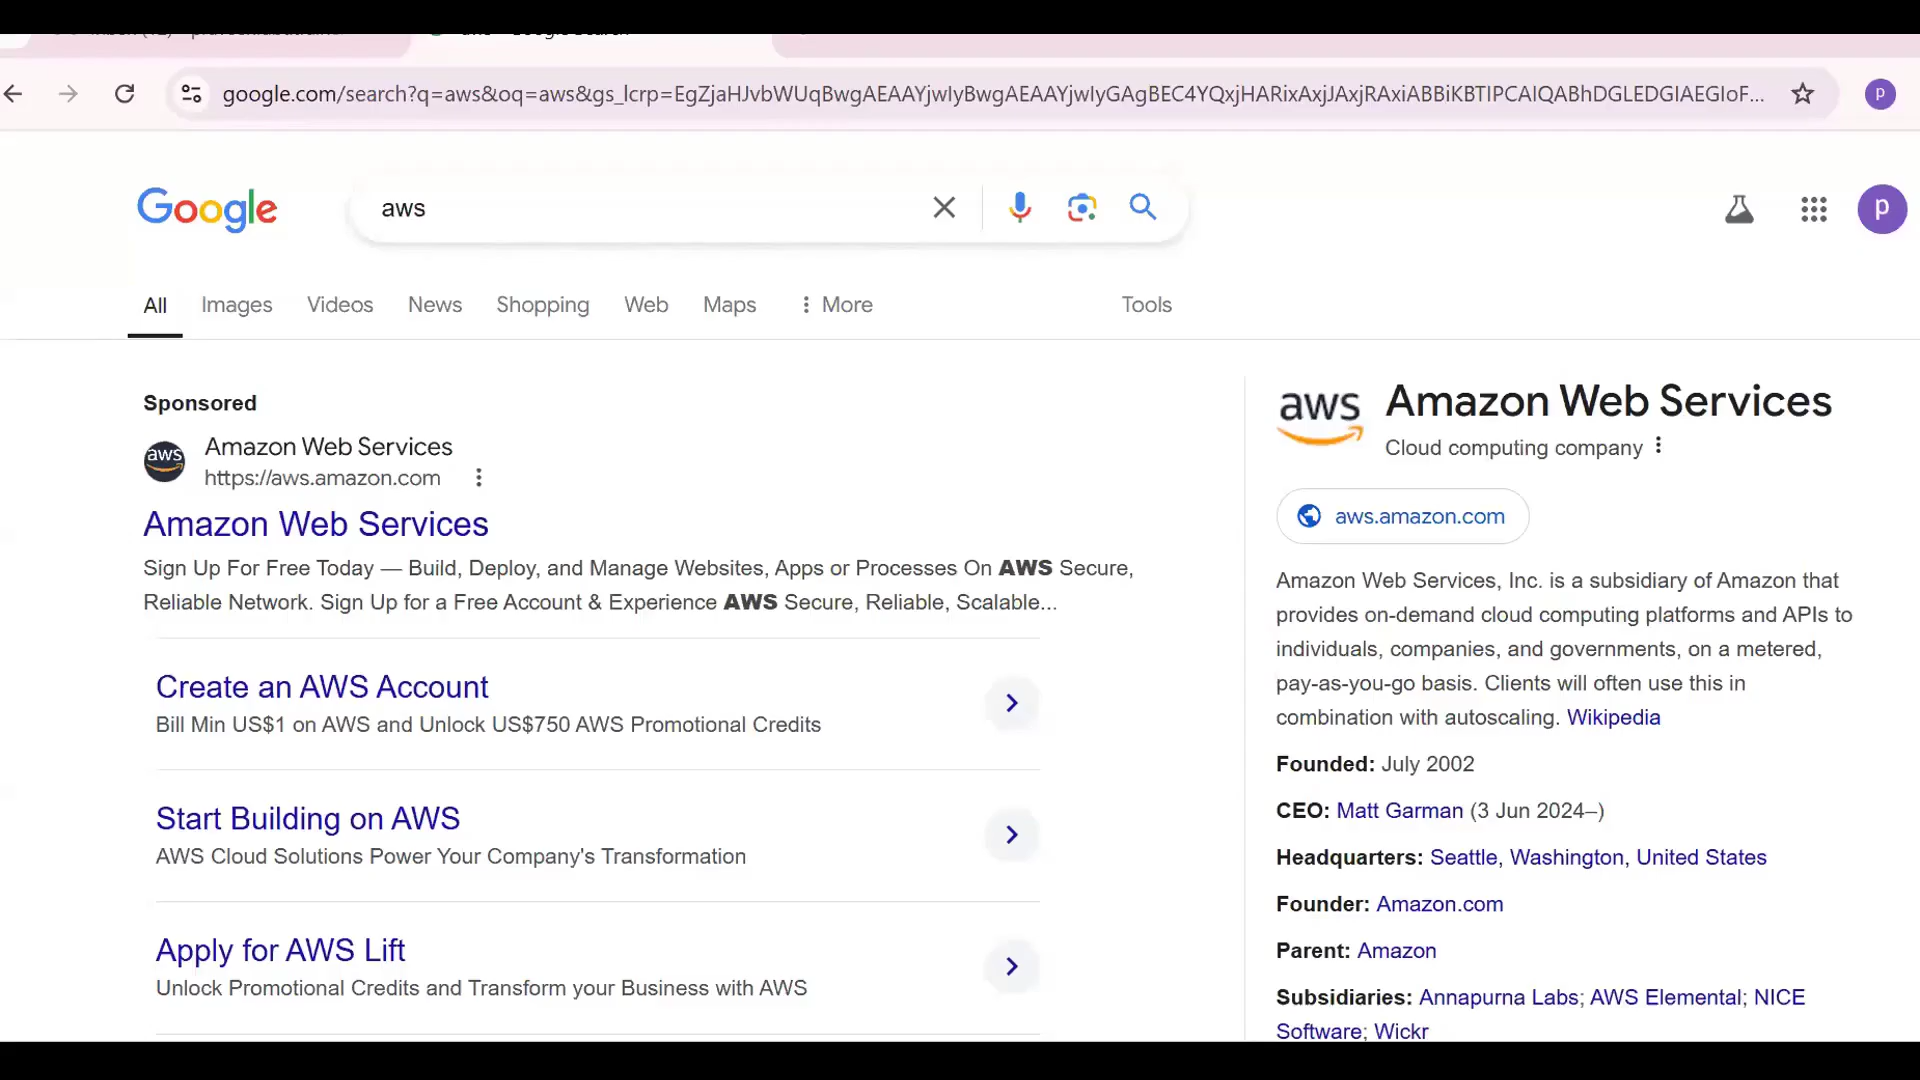 google.com/search?q=aws&oq=aws&gs_lcrp=EgZjaHJvbWUqBwgAEAAYjwIyBwgAEAAYjwIyGAgBEC4YQxjHARixAxjJAxjRAxiABBiKBTIPCAIQABhDGLEDGIAEGIoF...
p
Google
aws
p
All Images Videos News Shopping Web Maps More Tools
Sponsored
aws
Amazon Web Services
https://aws.amazon.com
Amazon Web Services
Sign Up For Free Today — Build, Deploy, and Manage Websites, Apps or Processes On AWS Secure,
Reliable Network. Sign Up for a Free Account & Experience AWS Secure, Reliable, Scalable...
Create an AWS Account
Bill Min US$1 on AWS and Unlock US$750 AWS Promotional Credits
Start Building on AWS
AWS Cloud Solutions Power Your Company's Transformation
Apply for AWS Lift
Unlock Promotional Credits and Transform your Business with AWS
aws
Amazon Web Services
Cloud computing company
aws.amazon.com
Amazon Web Services, Inc. is a subsidiary of Amazon that
provides on-demand cloud computing platforms and APIs to
individuals, companies, and governments, on a metered,
pay-as-you-go basis. Clients will often use this in
combination with autoscaling. Wikipedia
Founded: July 2002
CEO: Matt Garman (3 Jun 2024–)
Headquarters: Seattle, Washington, United States
Founder: Amazon.com
Parent: Amazon
Subsidiaries: Annapurna Labs; AWS Elemental; NICE
Software; Wickr